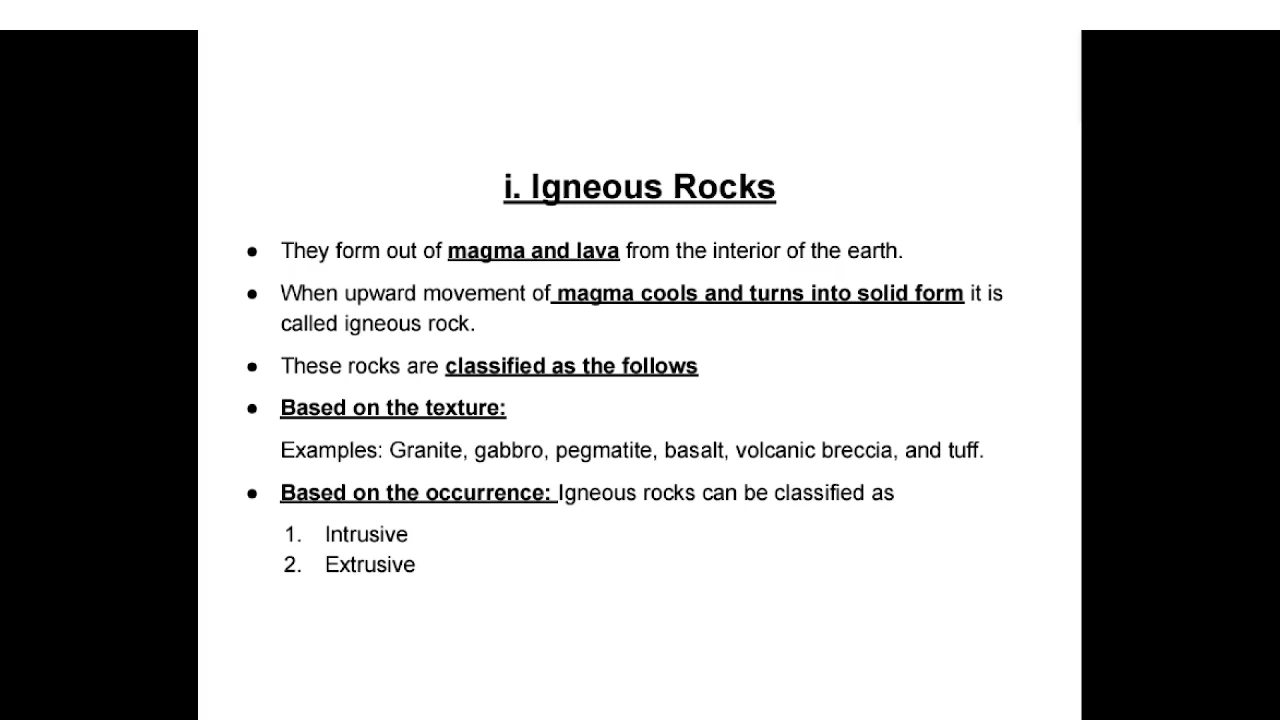 i. Igneous Rocks
● They form out of magma and lava from the interior of the earth.
● When upward movement of magma cools and turns into solid form it is
called igneous rock.
● These rocks are classified as the follows
● Based on the texture:
Examples: Granite, gabbro, pegmatite, basalt, volcanic breccia, and tuff.
● Based on the occurrence: Igneous rocks can be classified as
1. Intrusive
2. Extrusive